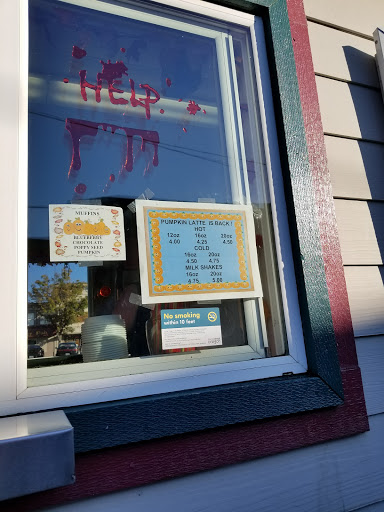 HELP
MUFFINS
BLUEBERRY
CHOCOLATE
POPPY SEED
PUMPKIN
PUMPKIN LATTE IS BACK!
HOT
12oz 16oz 20oz
4.00 4.25 4.50
COLD
16oz 20oz
4.50 4.75
MILK SHAKES
16oz 20oz
4.75 5.00
No smoking
within 10 feet